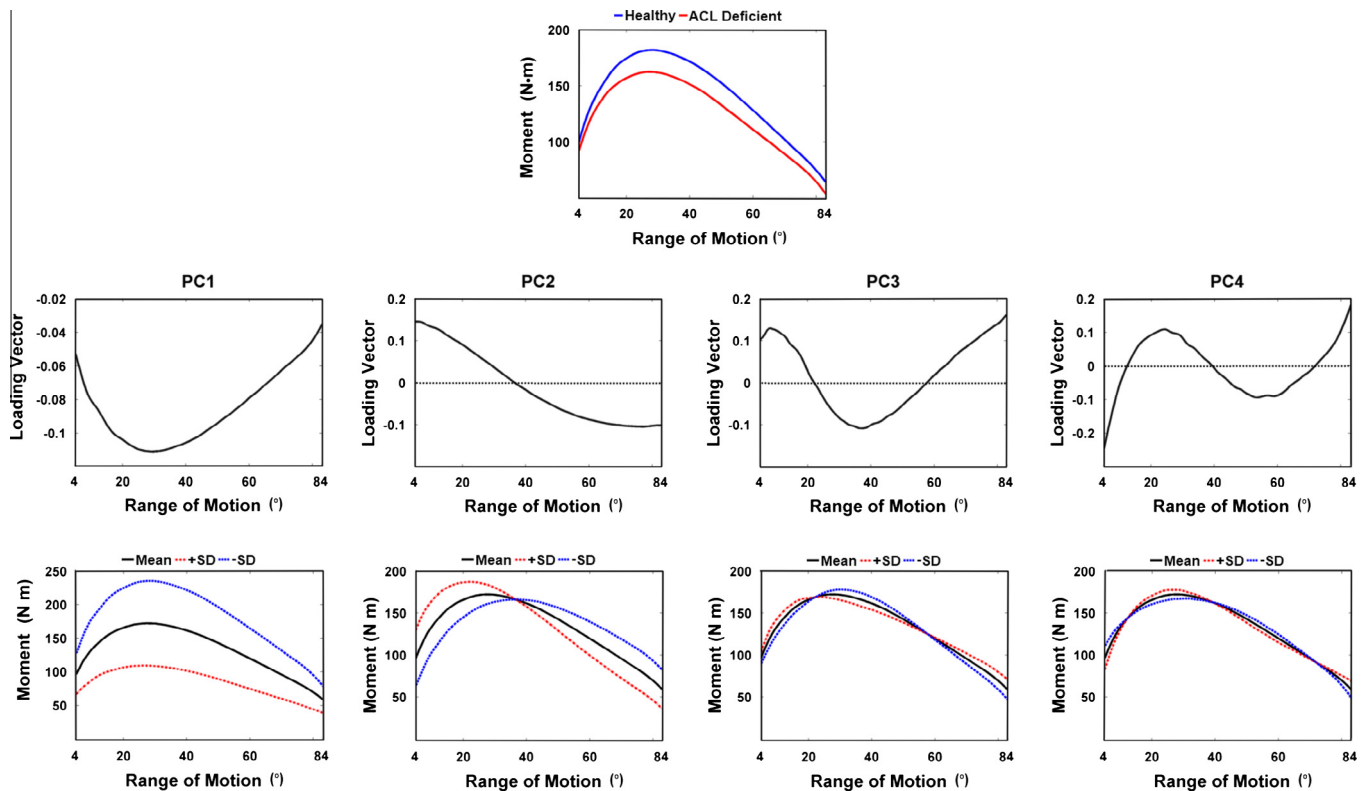 Healthy ACL Deficient
200
150
100
Moment (N·m)
4 20 40 60 84
Range of Motion (°)
PC1
-0.02
-0.04
-0.06
-0.08
-0.1
Loading Vector
4 20 40 60 84
Range of Motion (°)
PC2
0.2
0.1
0
-0.1
Loading Vector
4 20 40 60 84
Range of Motion (°)
PC3
0.2
0.1
0
-0.1
Loading Vector
4 20 40 60 84
Range of Motion (°)
PC4
0.2
0.1
0
-0.1
-0.2
Loading Vector
4 20 40 60 84
Range of Motion (°)
Mean +SD -SD
250
200
150
100
50
Moment (N m)
4 20 40 60 84
Range of Motion (°)
Mean +SD -SD
200
150
100
50
Moment (N m)
4 20 40 60 84
Range of Motion (°)
Mean +SD -SD
200
150
100
50
Moment (N m)
4 20 40 60 84
Range of Motion (°)
Mean +SD -SD
200
150
100
50
Moment (N m)
4 20 40 60 84
Range of Motion (°)